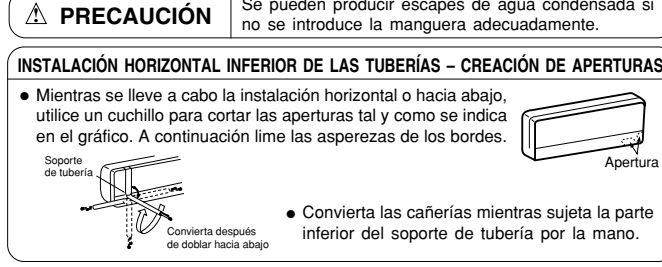 PRECAUCIÓN
Se pueden producir escapes de agua condensada si
no se introduce la manguera adecuadamente.
INSTALACIÓN HORIZONTAL INFERIOR DE LAS TUBERÍAS – CREACIÓN DE APERTURAS
● Mientras se lleve a cabo la instalación horizontal o hacia abajo,
utilice un cuchillo para cortar las aperturas tal y como se indica
en el gráfico. A continuación lime las asperezas de los bordes.
Apertura
Soporte
de tubería
Convierta después
de doblar hacia abajo
● Convierta las cañerías mientras sujeta la parte
inferior del soporte de tubería por la mano.